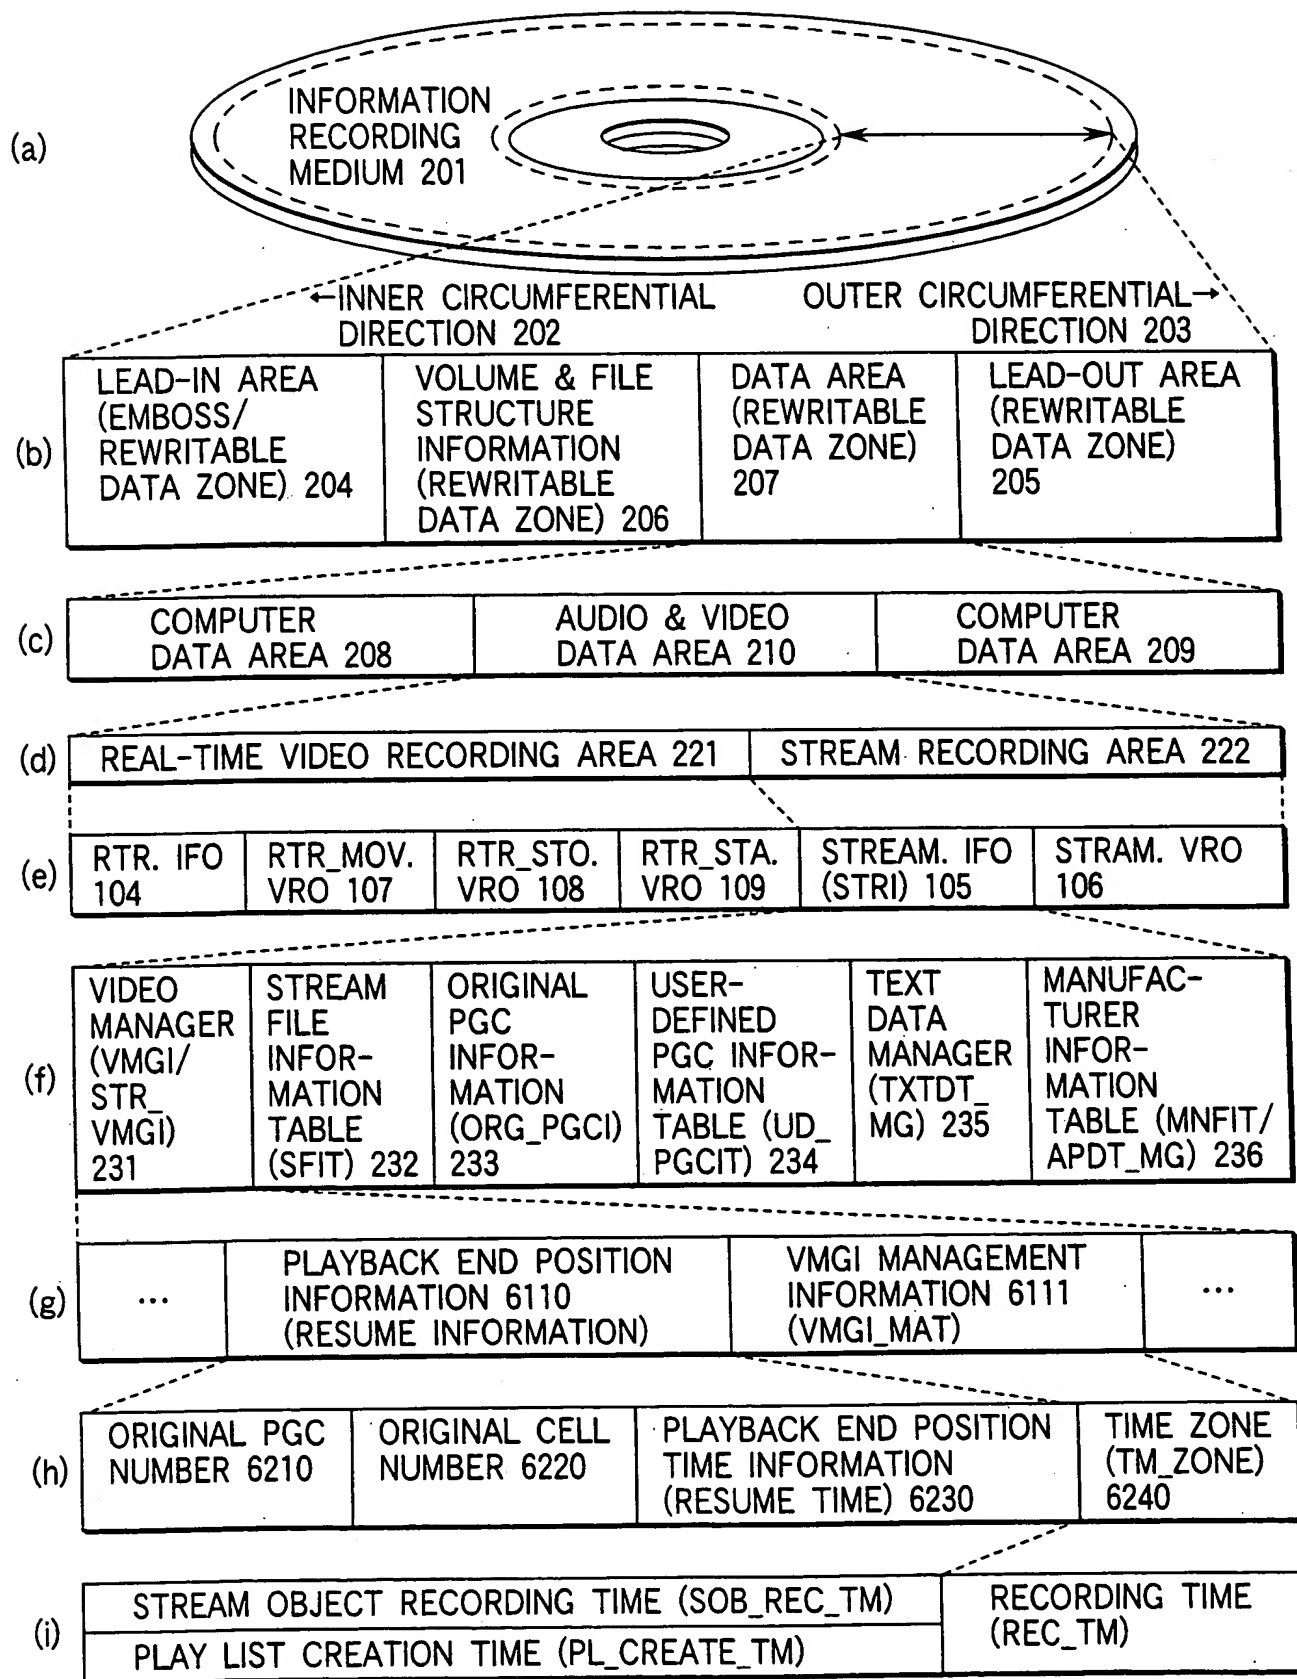 (a)
INFORMATION
RECORDING
MEDIUM 201
←INNER CIRCUMFERENTIAL
DIRECTION 202
OUTER CIRCUMFERENTIAL→
DIRECTION 203
(b)
LEAD-IN AREA
(EMBOSS/
REWRITABLE
DATA ZONE) 204
VOLUME & FILE
STRUCTURE
INFORMATION
(REWRITABLE
DATA ZONE) 206
DATA AREA
(REWRITABLE
DATA ZONE)
207
LEAD-OUT AREA
(REWRITABLE
DATA ZONE)
205
(c)
COMPUTER
DATA AREA 208
AUDIO & VIDEO
DATA AREA 210
COMPUTER
DATA AREA 209
(d)
REAL-TIME VIDEO RECORDING AREA 221
STREAM RECORDING AREA 222
(e)
RTR. IFO
104
RTR_MOV.
VRO 107
RTR_STO.
VRO 108
RTR_STA.
VRO 109
STREAM. IFO
(STRI) 105
STRAM. VRO
106
(f)
VIDEO
MANAGER
(VMGI/
STR_
VMGI)
231
STREAM
FILE
INFOR-
MATION
TABLE
(SFIT) 232
ORIGINAL
PGC
INFOR-
MATION
(ORG_PGCI)
233
USER-
DEFINED
PGC INFOR-
MATION
TABLE (UD_
PGCIT) 234
TEXT
DATA
MANAGER
(TXTDT_
MG) 235
MANUFAC-
TURER
INFOR-
MATION
TABLE (MNFIT/
APDT_MG) 236
(g)
...
PLAYBACK END POSITION
INFORMATION 6110
(RESUME INFORMATION)
VMGI MANAGEMENT
INFORMATION 6111
(VMGI_MAT)
...
(h)
ORIGINAL PGC
NUMBER 6210
ORIGINAL CELL
NUMBER 6220
PLAYBACK END POSITION
TIME INFORMATION
(RESUME TIME) 6230
TIME ZONE
(TM_ZONE)
6240
(i)
STREAM OBJECT RECORDING TIME (SOB_REC_TM)
PLAY LIST CREATION TIME (PL_CREATE_TM)
RECORDING TIME
(REC_TM)